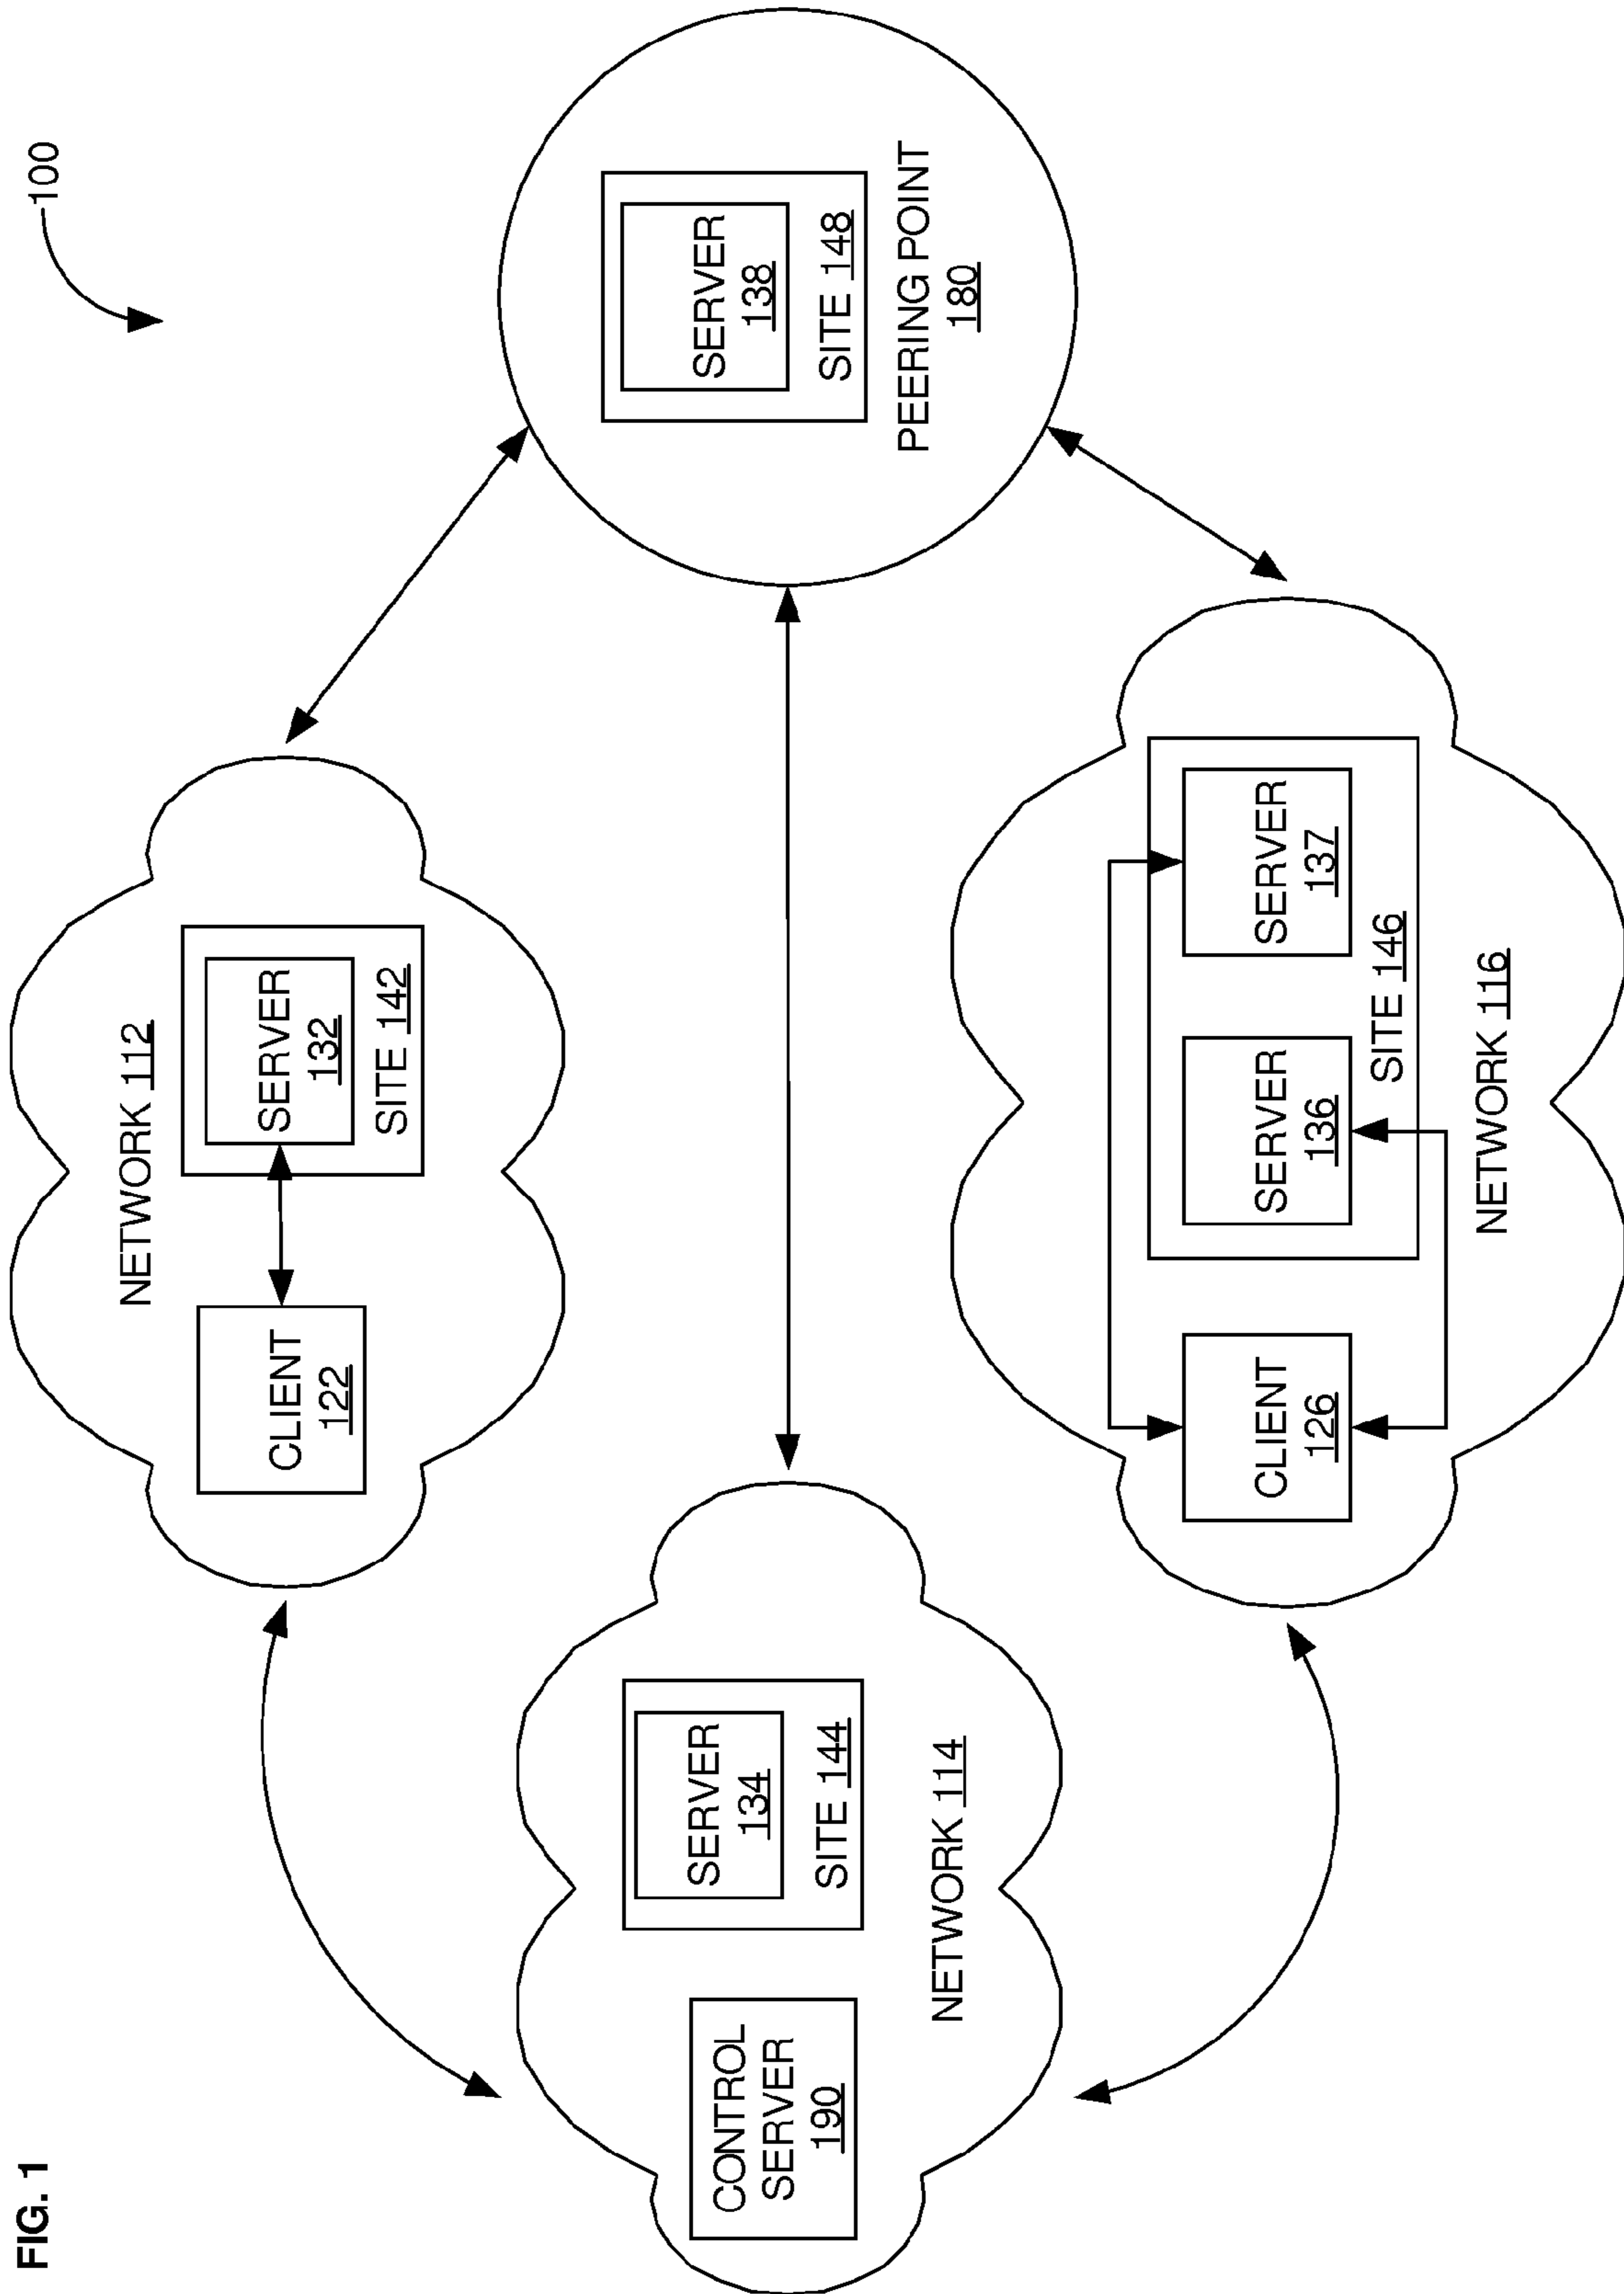 FIG. 1
100
NETWORK 112
CLIENT
122
SERVER
132
SITE 142
CONTROL
SERVER
190
SERVER
134
SITE 144
NETWORK 114
SERVER
138
SITE 148
PEERING POINT
180
CLIENT
126
SERVER
136
SERVER
137
SITE 146
NETWORK 116